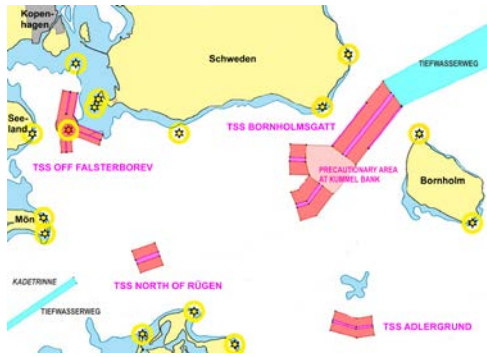 Kopen-
hagen
Schweden
TIEFWASSERWEG
See-
land
TSS BORNHOLMSGATT
TSS OFF FALSTERBOREV
PRECAUTIONARY AREA
AT KUMMEL BANK
Bornholm
Mön
KADETRINNE
TSS NORTH OF RÜGEN
TIEFWASSERWEG
TSS ADLERGRUND